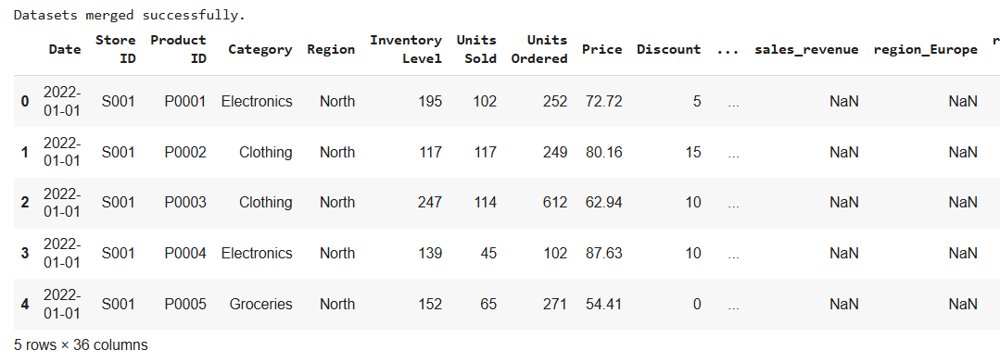 Datasets merged successfully.
Date Store ID Product ID Category Region Inventory Level Units Sold Units Ordered Price Discount ... sales_revenue region_Europe r
0 2022-01-01 S001 P0001 Electronics North 195 102 252 72.72 5 ... NaN NaN
1 2022-01-01 S001 P0002 Clothing North 117 117 249 80.16 15 ... NaN NaN
2 2022-01-01 S001 P0003 Clothing North 247 114 612 62.94 10 ... NaN NaN
3 2022-01-01 S001 P0004 Electronics North 139 45 102 87.63 10 ... NaN NaN
4 2022-01-01 S001 P0005 Groceries North 152 65 271 54.41 0 ... NaN NaN
5 rows × 36 columns